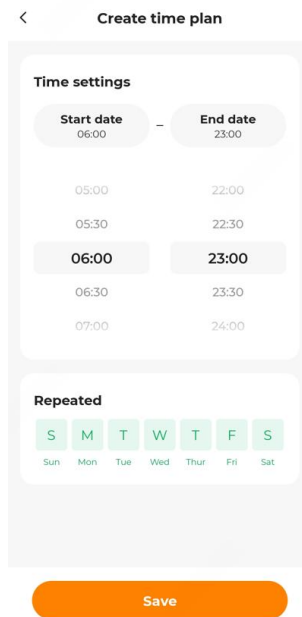 Create time plan
Time settings
Start date – End date
06:00 23:00
05:00 22:00
05:30 22:30
06:00 23:00
06:30 23:30
07:00 24:00
Repeated
S M T W T F S
Sun Mon Tue Wed Thur Fri Sat
Save